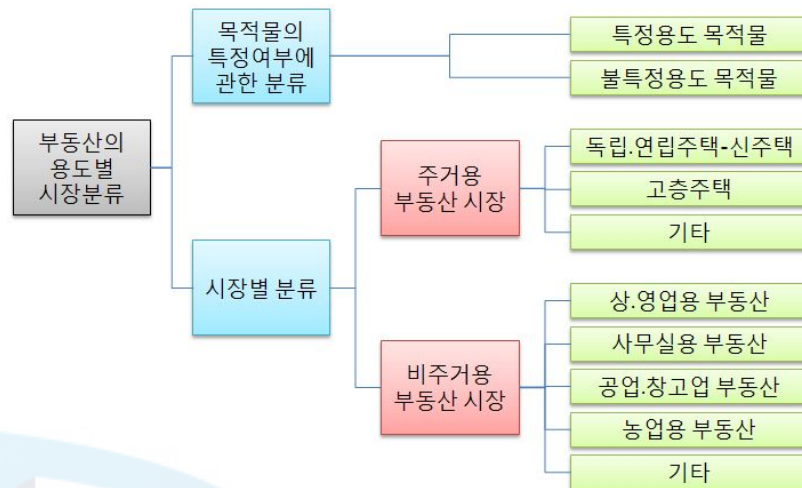 부동산의
용도별
시장분류
목적물의
특정여부에
관한 분류
특정용도 목적물
불특정용도 목적물
시장별 분류
주거용
부동산 시장
독립.연립주택-신주택
고층주택
기타
비주거용
부동산 시장
상.영업용 부동산
사무실용 부동산
공업.창고업 부동산
농업용 부동산
기타